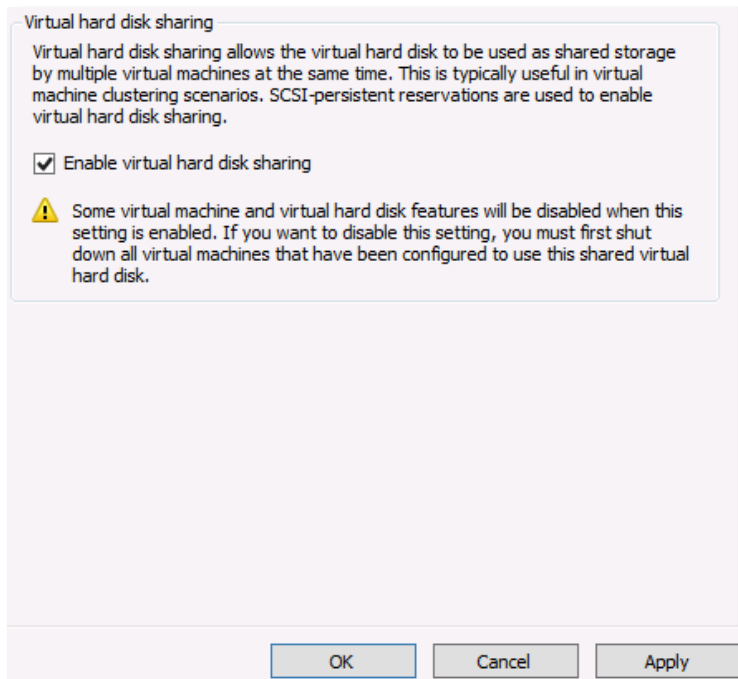 Virtual hard disk sharing
Virtual hard disk sharing allows the virtual hard disk to be used as shared storage
by multiple virtual machines at the same time. This is typically useful in virtual
machine clustering scenarios. SCSI-persistent reservations are used to enable
virtual hard disk sharing.
Enable virtual hard disk sharing
Some virtual machine and virtual hard disk features will be disabled when this
setting is enabled. If you want to disable this setting, you must first shut
down all virtual machines that have been configured to use this shared virtual
hard disk.
OK Cancel Apply